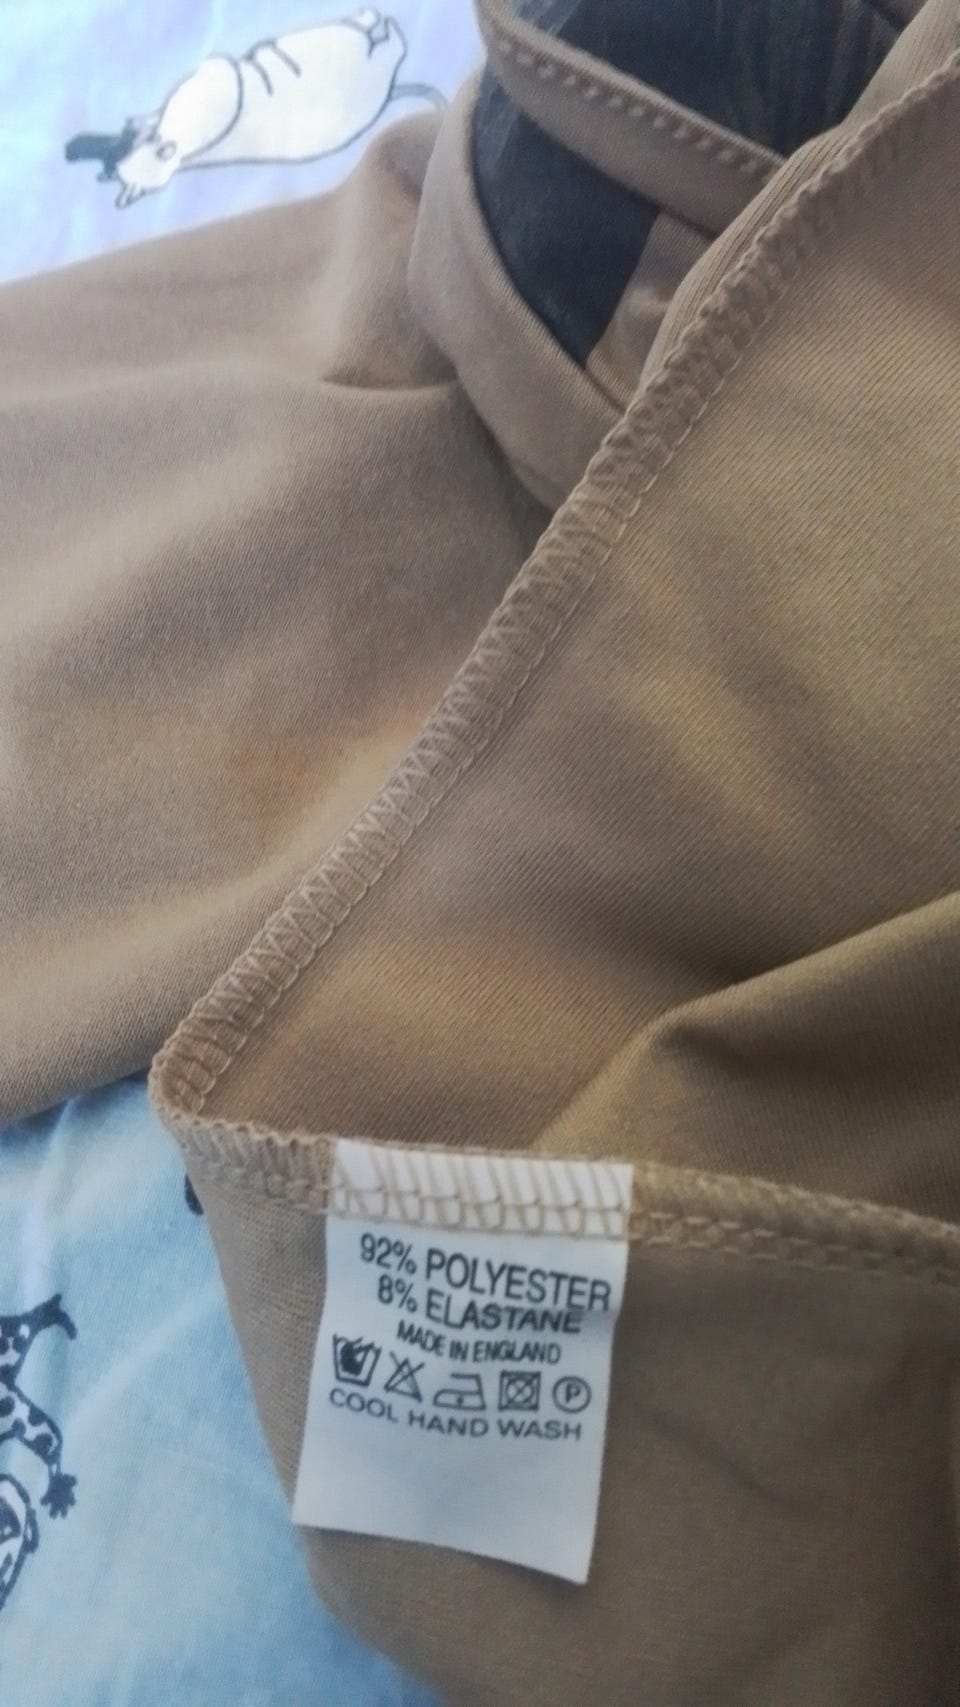 92% POLYESTER
8% ELASTANE
MADE IN ENGLAND
P
COOL HAND WASH